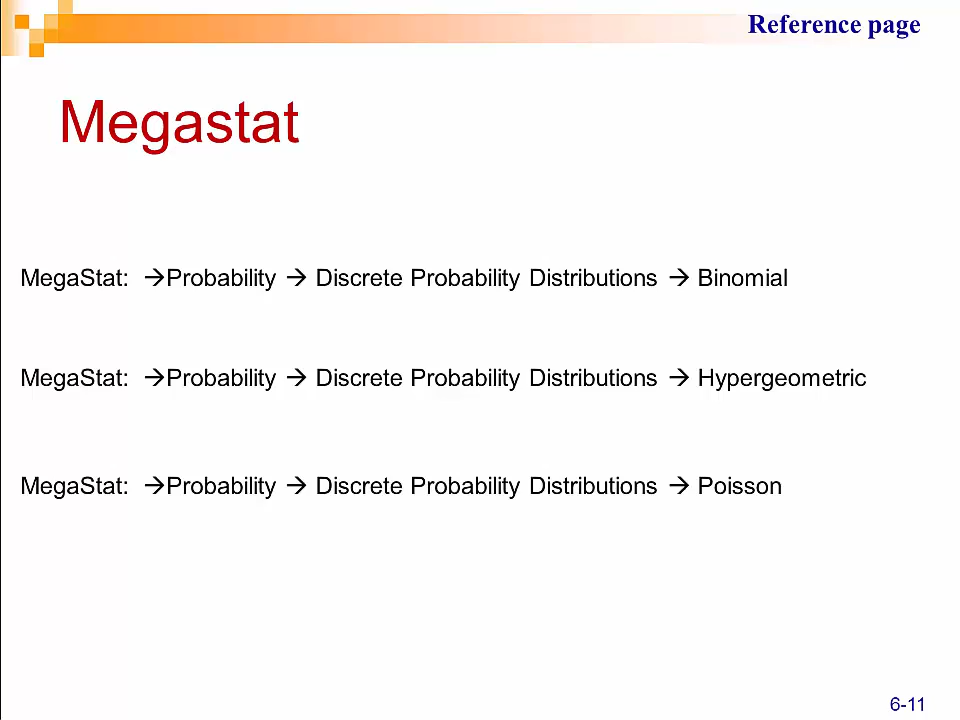 Reference page
Megastat
MegaStat: →Probability → Discrete Probability Distributions → Binomial
MegaStat: →Probability → Discrete Probability Distributions → Hypergeometric
MegaStat: →Probability → Discrete Probability Distributions → Poisson
6-11